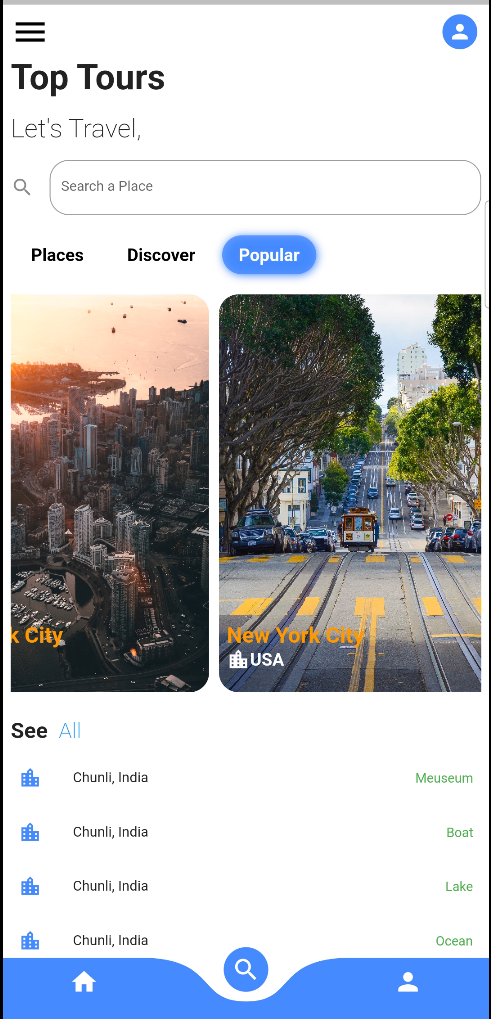 Top Tours
Let's Travel,
Search a Place
Places Discover Popular
k City New York City
USA
See All
Chunli, India Meuseum
Chunli, India Boat
Chunli, India Lake
Chunli, India Ocean